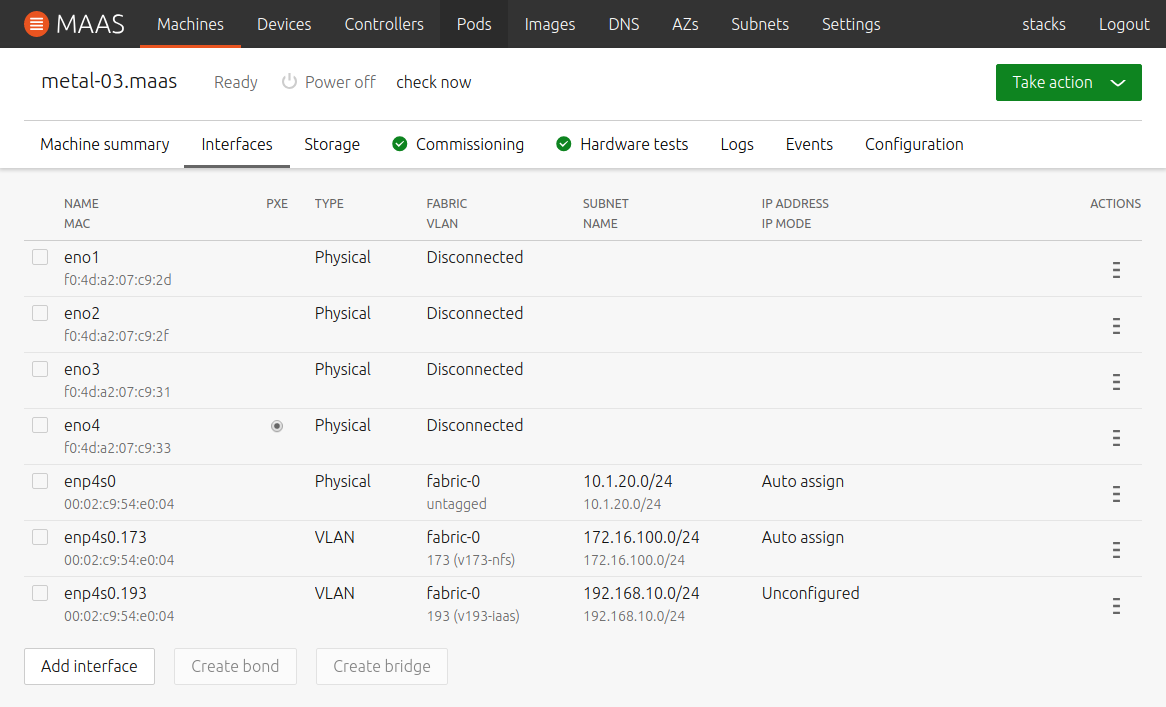 MAAS Machines Devices Controllers Pods Images DNS AZs Subnets Settings stacks Logout
metal-03.maas Ready Power off check now Take action
Machine summary Interfaces Storage Commissioning Hardware tests Logs Events Configuration
NAME PXE TYPE FABRIC SUBNET IP ADDRESS ACTIONS
MAC VLAN NAME IP MODE
eno1 Physical Disconnected
f0:4d:a2:07:c9:2d
eno2 Physical Disconnected
f0:4d:a2:07:c9:2f
eno3 Physical Disconnected
f0:4d:a2:07:c9:31
eno4 Physical Disconnected
f0:4d:a2:07:c9:33
enp4s0 Physical fabric-0 10.1.20.0/24 Auto assign
00:02:c9:54:e0:04 untagged 10.1.20.0/24
enp4s0.173 VLAN fabric-0 172.16.100.0/24 Auto assign
00:02:c9:54:e0:04 173 (v173-nfs) 172.16.100.0/24
enp4s0.193 VLAN fabric-0 192.168.10.0/24 Unconfigured
00:02:c9:54:e0:04 193 (v193-iaas) 192.168.10.0/24
Add interface Create bond Create bridge